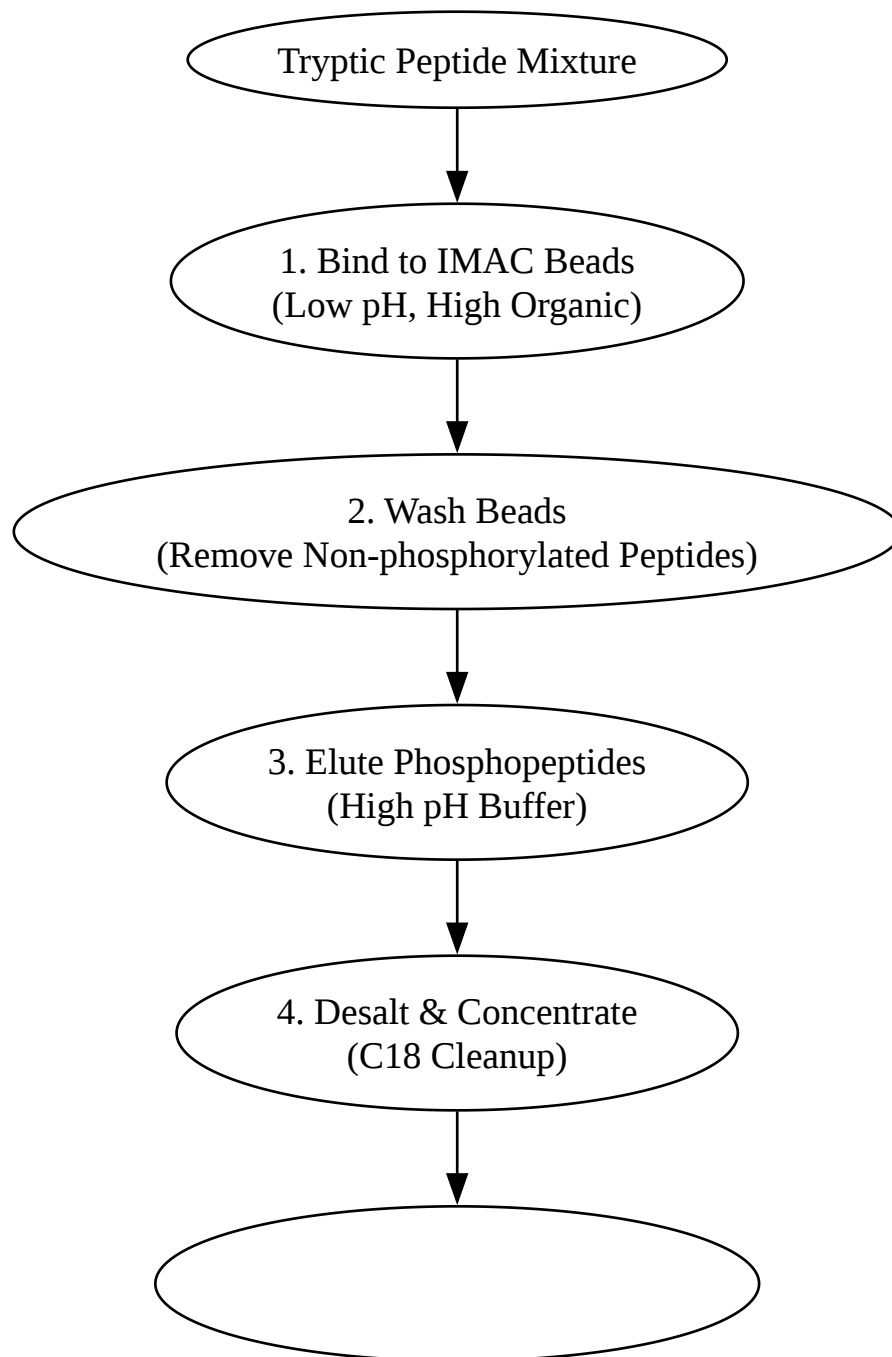 Tryptic Peptide Mixture
1. Bind to IMAC Beads
(Low pH, High Organic)
2. Wash Beads
(Remove Non-phosphorylated Peptides)
3. Elute Phosphopeptides
(High pH Buffer)
4. Desalt & Concentrate
(C18 Cleanup)